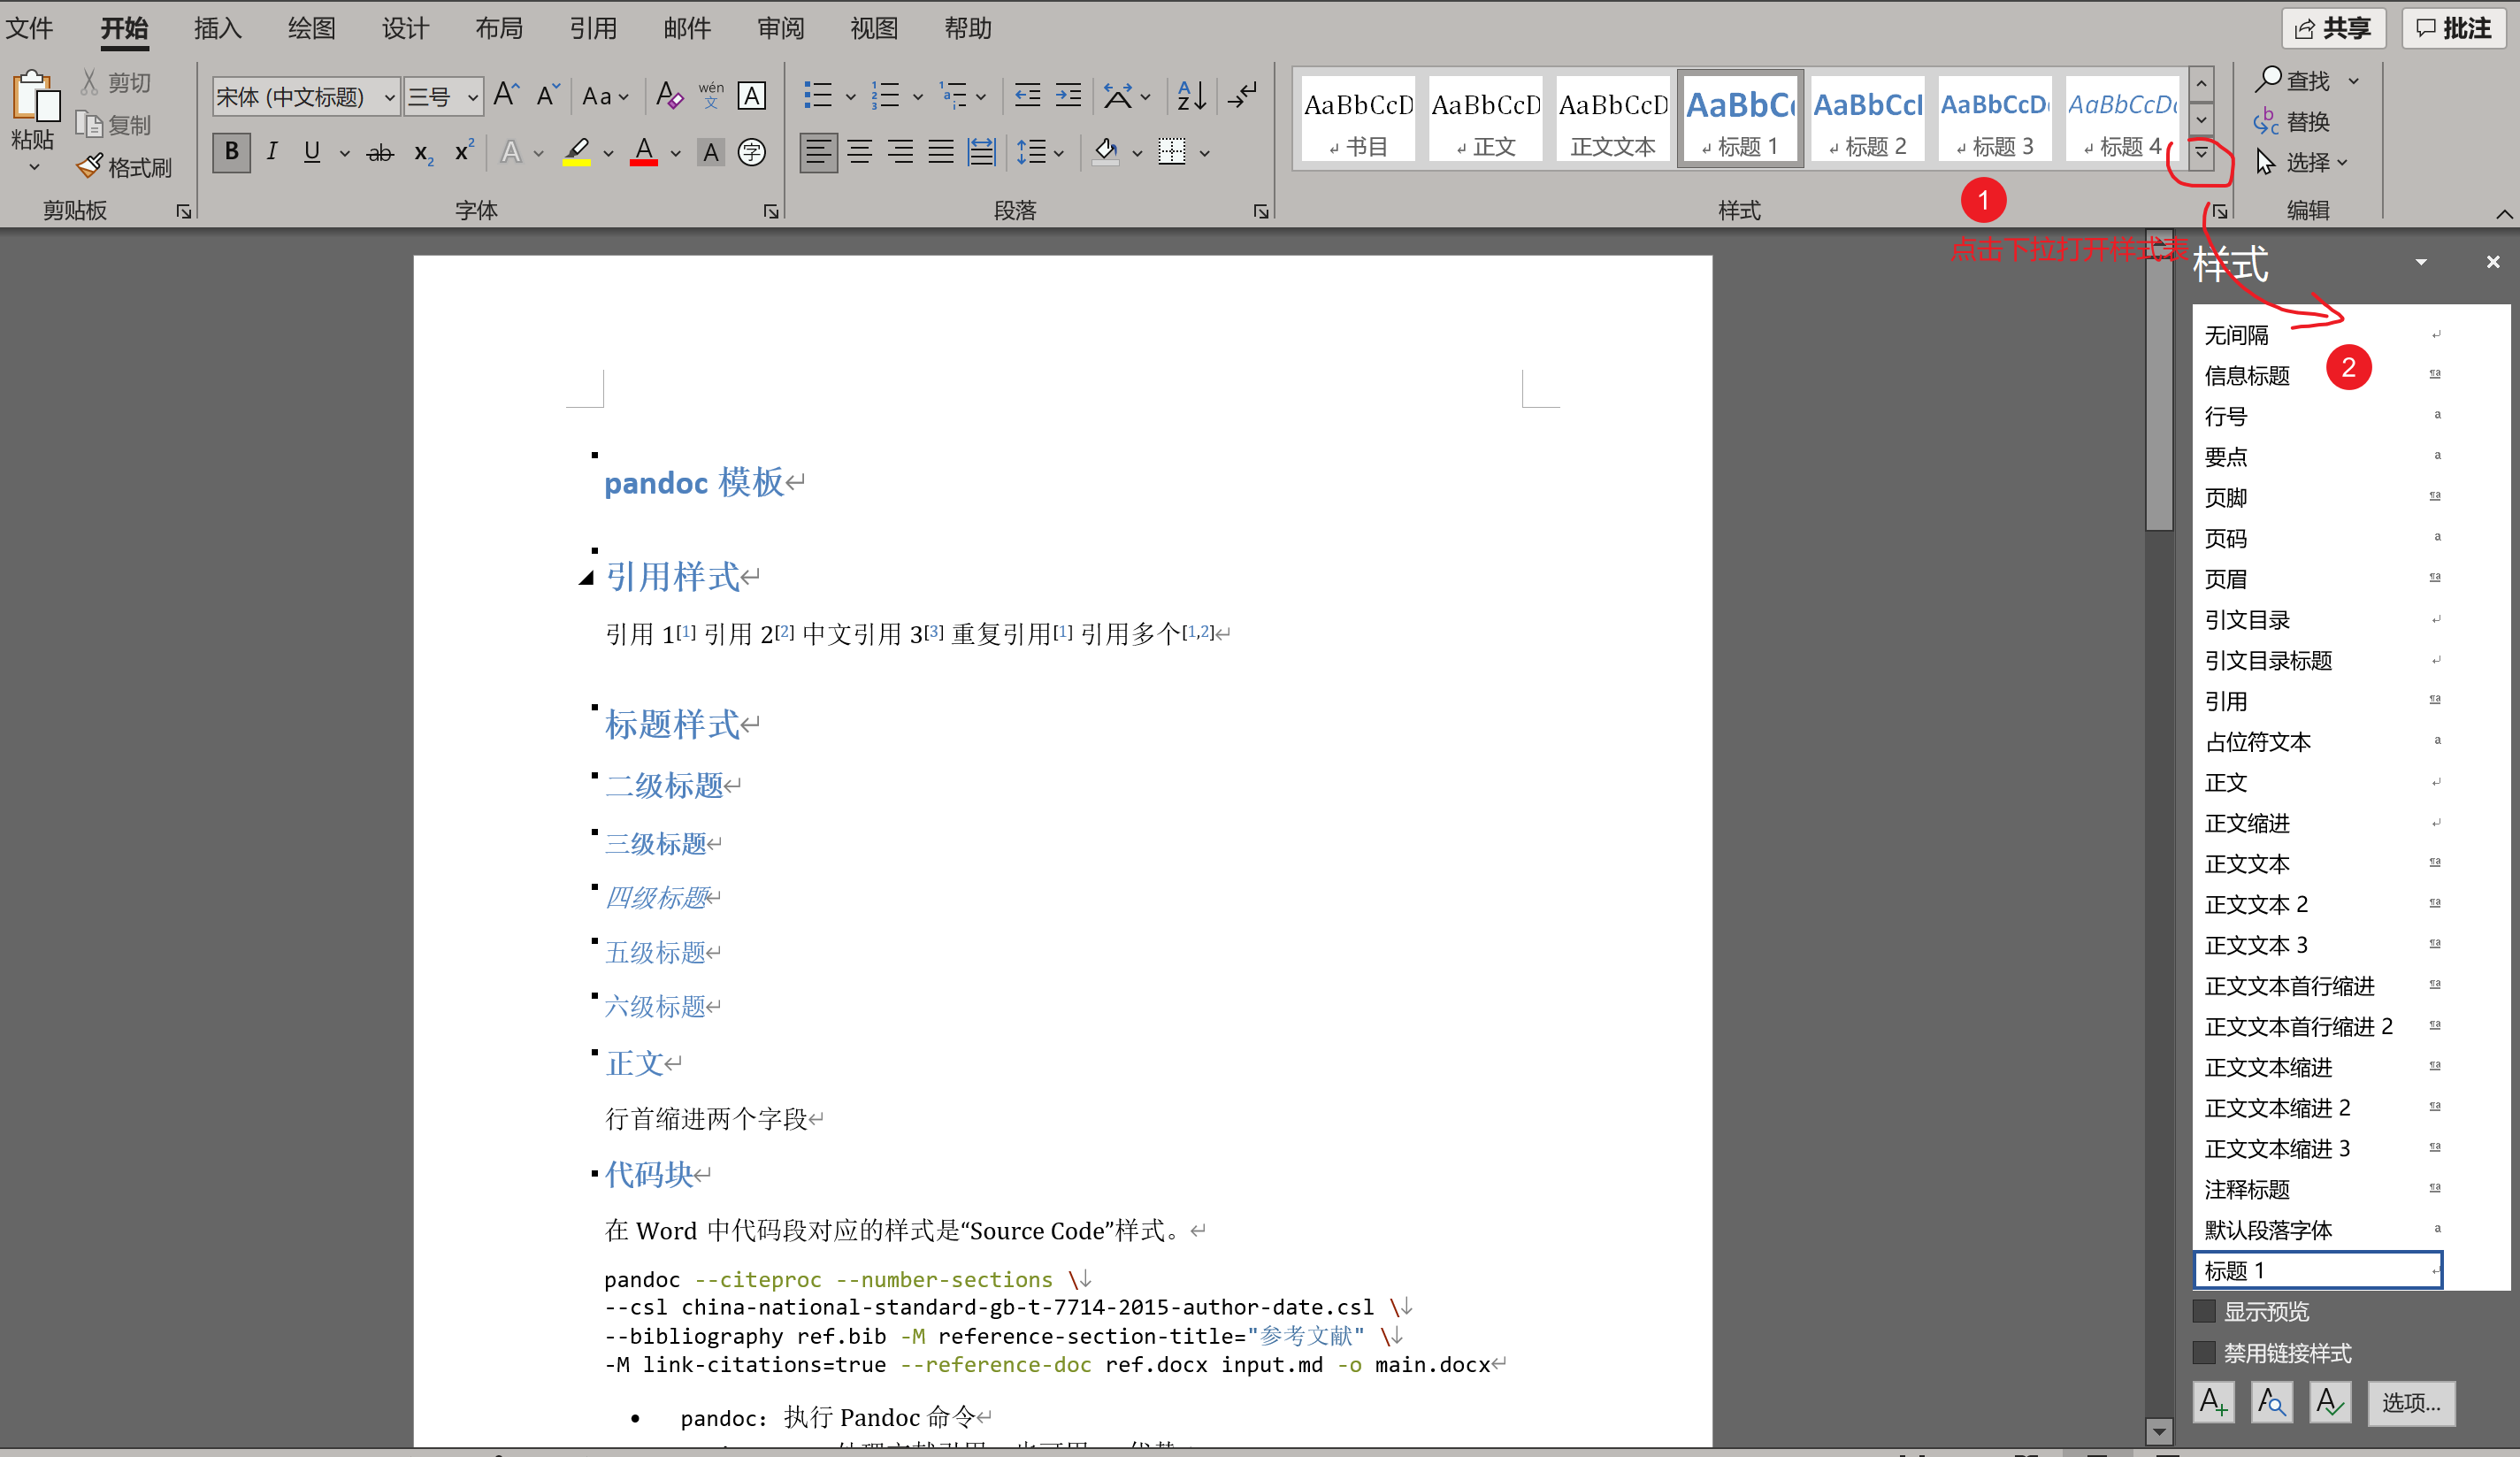 文件 开始 插入 绘图 设计 布局 引用 邮件 审阅 视图 帮助 共享 批注
粘贴
剪切
复制
格式刷
剪贴板
宋体 (中文标题) 三号 A A Aa wén 文 A
B I U ab x2 x2 A A A 字
字体
段落
AaBbCcD AaBbCcD AaBbCcD AaBbC AaBbCcI AaBbCcD AaBbCcD
书目 正文 正文文本 标题 1 标题 2 标题 3 标题 4
样式
查找
替换
选择
编辑
1
点击下拉打开样式表
pandoc 模板
引用样式
引用 1[1] 引用 2[2] 中文引用 3[3] 重复引用[1] 引用多个[1,2]
标题样式
二级标题
三级标题
四级标题
五级标题
六级标题
正文
行首缩进两个字段
代码块
在 Word 中代码段对应的样式是“Source Code”样式。
pandoc --citeproc --number-sections \
--csl china-national-standard-gb-t-7714-2015-author-date.csl \
--bibliography ref.bib -M reference-section-title="参考文献" \
-M link-citations=true --reference-doc ref.docx input.md -o main.docx
• pandoc：执行 Pandoc 命令
样式
2
无间隔
信息标题
行号
要点
页脚
页码
页眉
引文目录
引文目录标题
引用
占位符文本
正文
正文缩进
正文文本
正文文本 2
正文文本 3
正文文本首行缩进
正文文本首行缩进 2
正文文本缩进
正文文本缩进 2
正文文本缩进 3
注释标题
默认段落字体
标题 1
显示预览
禁用链接样式
选项...